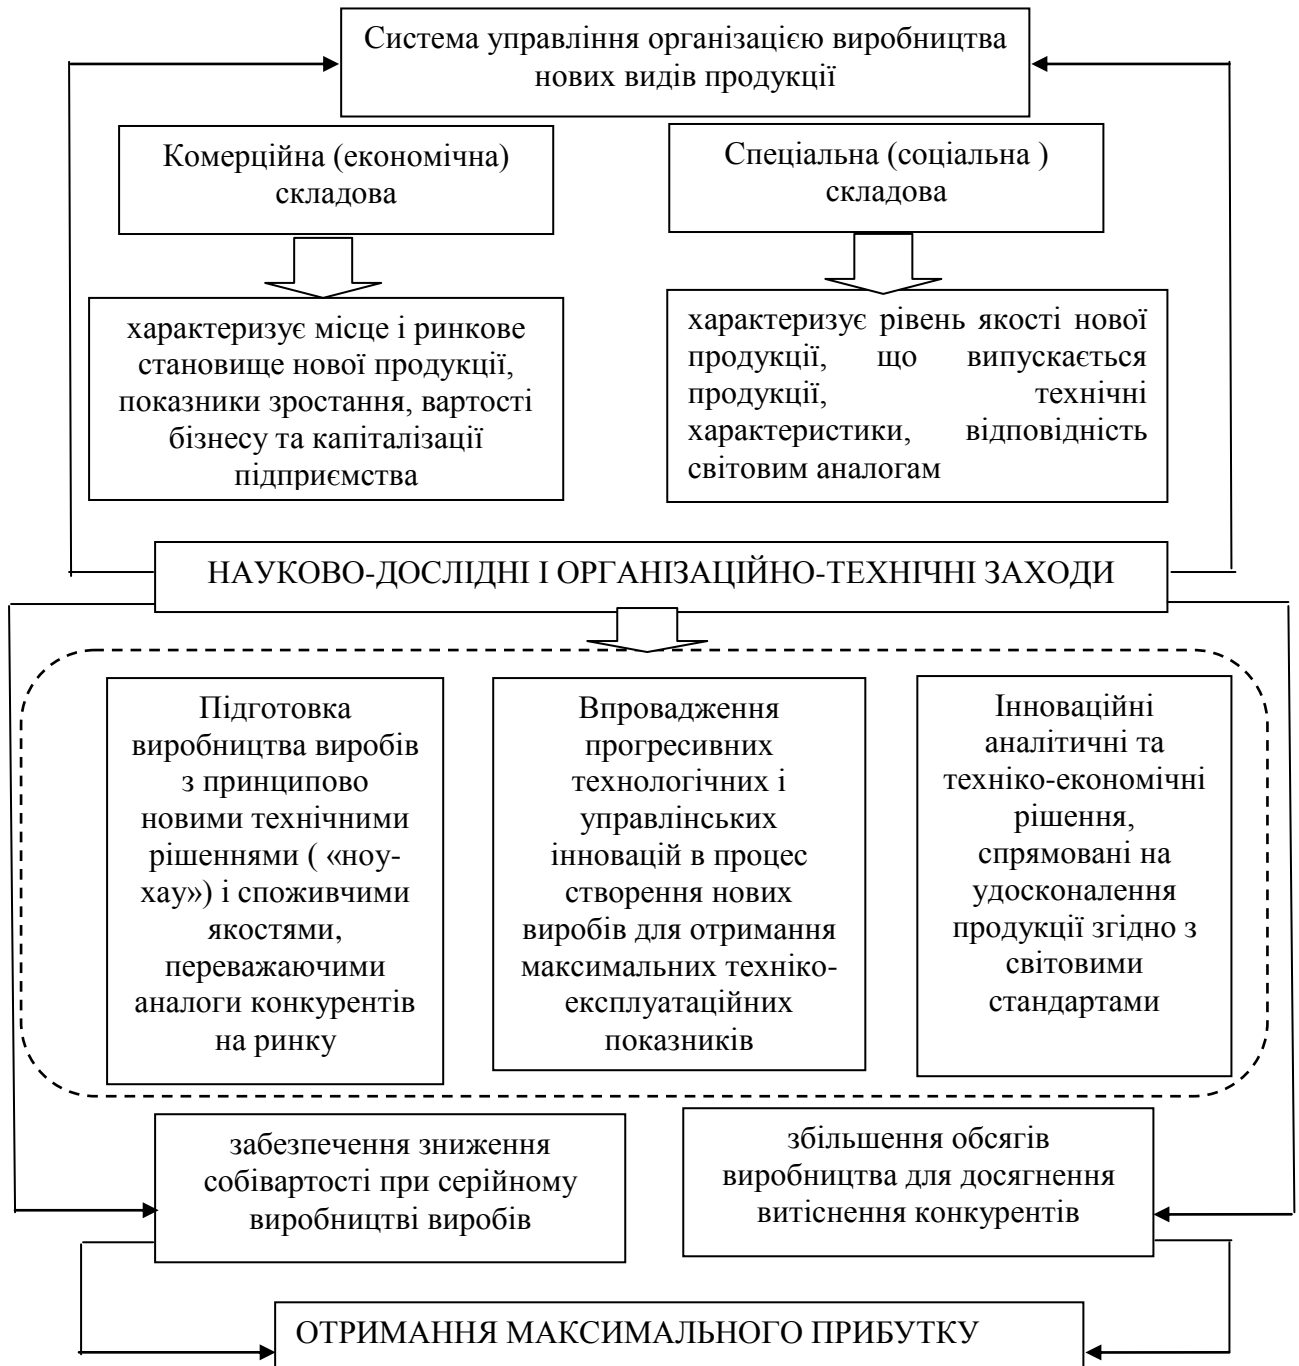 Система управління організацією виробництва
нових видів продукції
Комерційна (економічна)
складова
Спеціальна (соціальна )
складова
характеризує місце і ринкове
становище нової продукції,
показники зростання, вартості
бізнесу та капіталізації
підприємства
характеризує рівень якості нової
продукції, що випускається
продукції, технічні
характеристики, відповідність
світовим аналогам
НАУКОВО-ДОСЛІДНІ І ОРГАНІЗАЦІЙНО-ТЕХНІЧНІ ЗАХОДИ
Підготовка
виробництва виробів
з принципово
новими технічними
рішеннями ( «ноу-
хау») і споживчими
якостями,
переважаючими
аналоги конкурентів
на ринку
Впровадження
прогресивних
технологічних і
управлінських
інновацій в процес
створення нових
виробів для отримання
максимальних техніко-
експлуатаційних
показників
Інноваційні
аналітичні та
техніко-економічні
рішення,
спрямовані на
удосконалення
продукції згідно з
світовими
стандартами
забезпечення зниження
собівартості при серійному
виробництві виробів
збільшення обсягів
виробництва для досягнення
витіснення конкурентів
ОТРИМАННЯ МАКСИМАЛЬНОГО ПРИБУТКУ